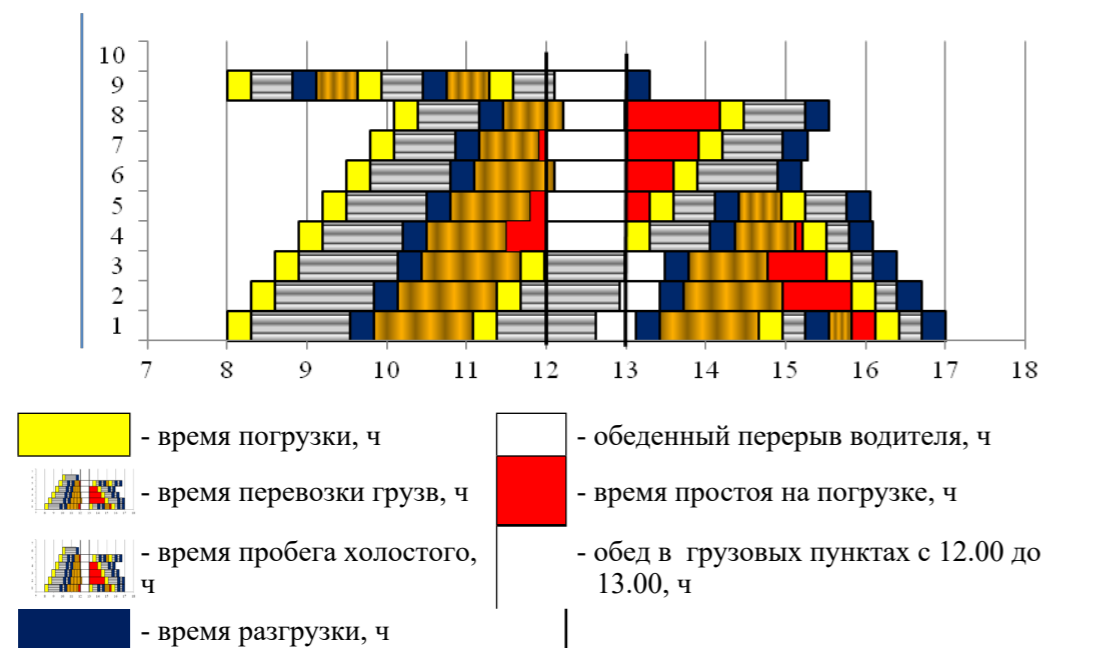 10
9
8
7
6
5
4
3
2
1
7 8 9 10 11 12 13 14 15 16 17 18
- время погрузки, ч
- обеденный перерыв водителя, ч
- время перевозки грузв, ч
- время простоя на погрузке, ч
- время пробега холостого,
ч
- обед в грузовых пунктах с 12.00 до
13.00, ч
- время разгрузки, ч